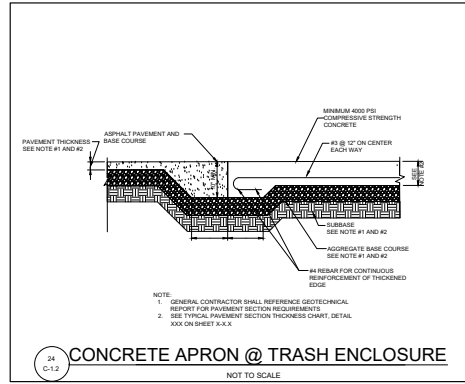 MINIMUM 4000 PSI
COMPRESSIVE STRENGTH
CONCRETE
ASPHALT PAVEMENT AND
BASE COURSE
#3 @ 12" ON CENTER
EACH WAY
PAVEMENT THICKNESS
SEE NOTE #1 AND #2
SEE
NOTE #3
MIN.
SUBBASE
SEE NOTE #1 AND #2
AGGREGATE BASE COURSE
SEE NOTE #1 AND #2
#4 REBAR FOR CONTINUOUS
REINFORCEMENT OF THICKENED
EDGE
NOTE:
1. GENERAL CONTRACTOR SHALL REFERENCE GEOTECHNICAL
REPORT FOR PAVEMENT SECTION REQUIREMENTS
2. SEE TYPICAL PAVEMENT SECTION THICKNESS CHART, DETAIL
XXX ON SHEET X-X.X
24
C-1.2
CONCRETE APRON @ TRASH ENCLOSURE
NOT TO SCALE